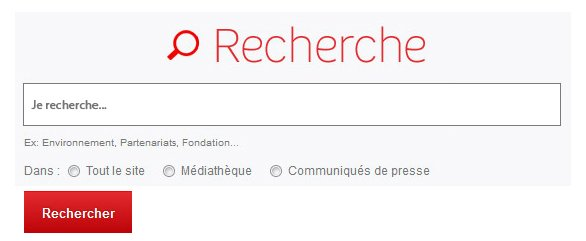 Recherche
Je recherche...
Ex: Environnement, Partenariats, Fondation...
Dans : Tout le site Médiathèque Communiqués de presse
Rechercher